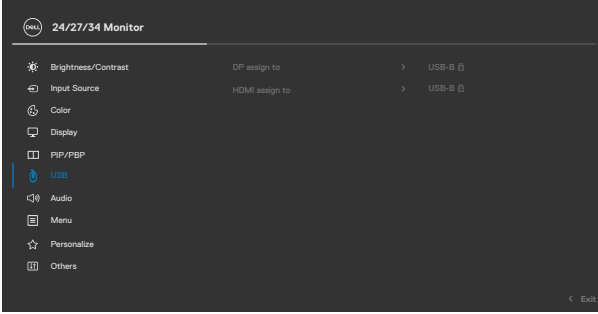 DELL 24/27/34 Monitor
Brightness/Contrast DP assign to > USB-B
Input Source HDMI assign to > USB-B
Color
Display
PIP/PBP
USB
Audio
Menu
Personalize
Others
< Exit